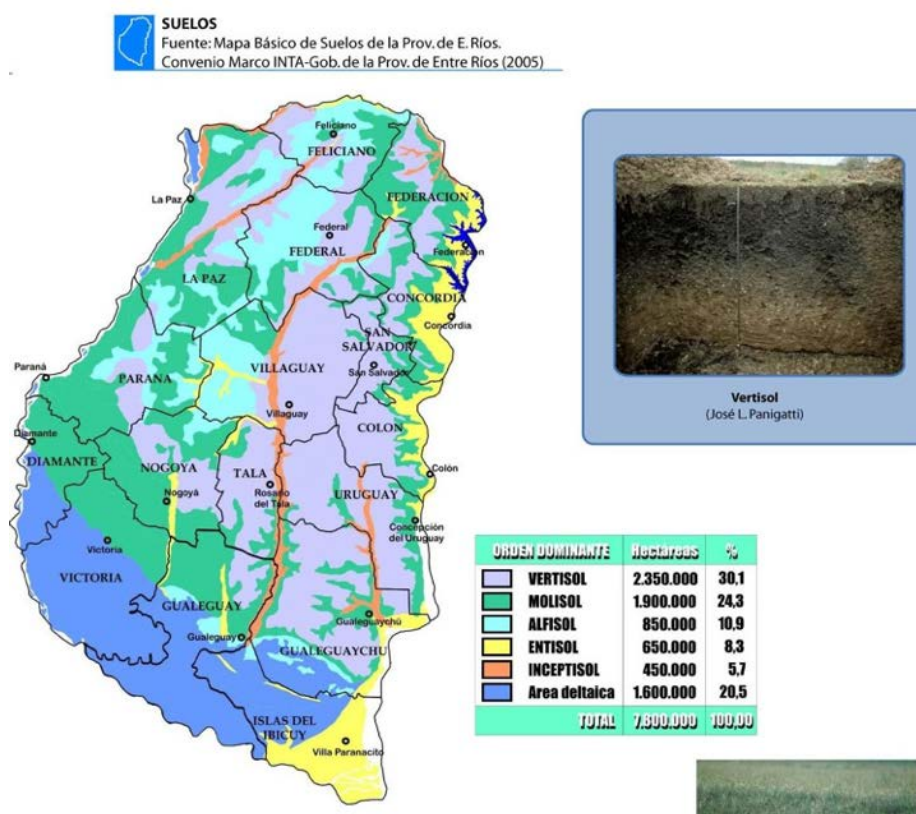 SUELOS
Fuente: Mapa Básico de Suelos de la Prov. de E. Ríos.
Convenio Marco INTA-Gob. de la Prov. de Entre Ríos (2005)
Feliciano
FELICIANO
La Paz
FEDERACION
Federal
FEDERAL
Federación
LA PAZ
CONCORDIA
Concordia
SAN
SALVADOR
San Salvador
Paraná
PARANA
VILLAGUAY
Villaguay
COLON
Diamante
DIAMANTE
NOGOYA
Nogoyá
TALA
Rosario
del Tala
URUGUAY
Colón
Concepción
del Uruguay
Victoria
VICTORIA
GUALEGUAY
Gualeguay
Gualeguaychú
GUALEGUAYCHU
ISLAS DEL
IBICUY
Villa Paranacito
Vertisol
(José L. Panigatti)
ORDEN DOMINANTE Hectáreas %
VERTISOL 2.350.000 30,1
MOLISOL 1.900.000 24,3
ALFISOL 850.000 10,9
ENTISOL 650.000 8,3
INCEPTISOL 450.000 5,7
Area deltaica 1.600.000 20,5
TOTAL 7.800.000 100,00